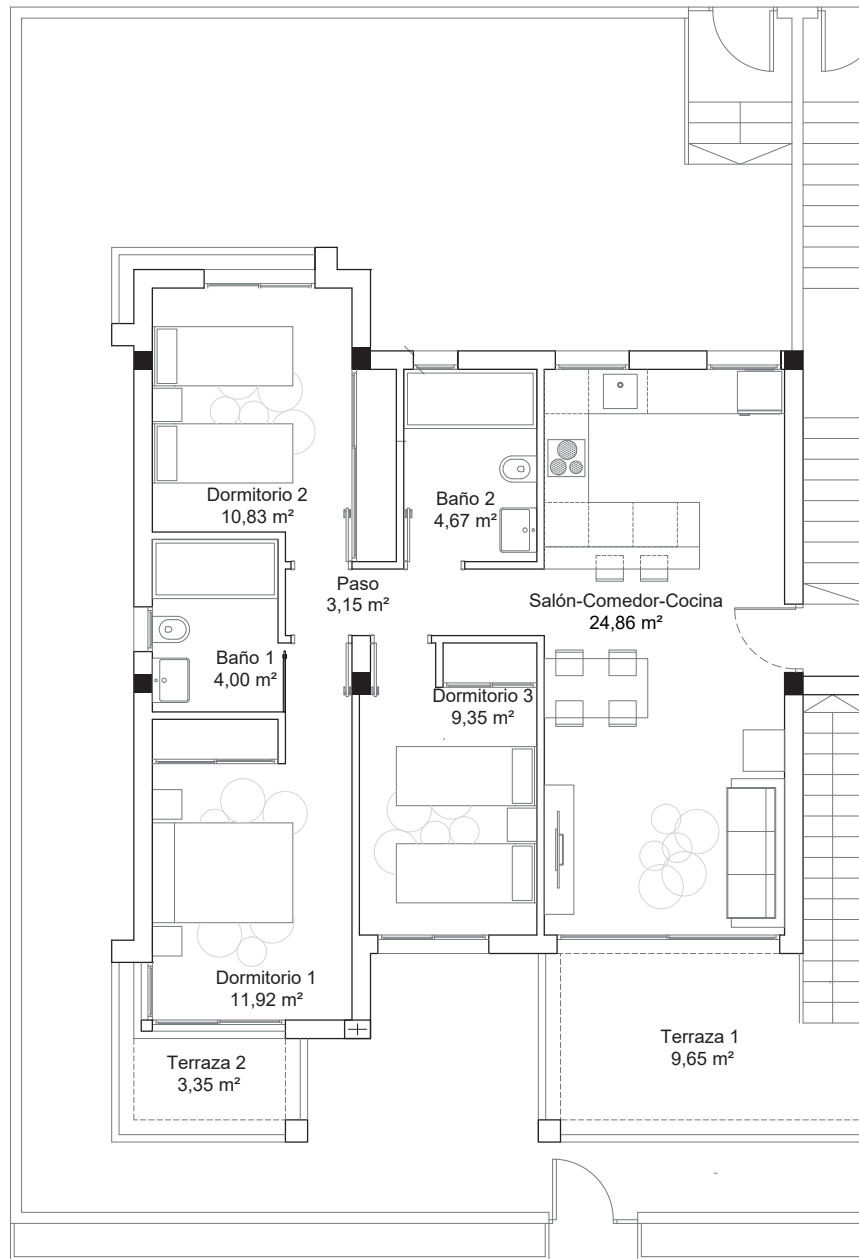 Dormitorio 2
10,83 m²
Baño 2
4,67 m²
Paso
3,15 m²
Salón-Comedor-Cocina
24,86 m²
Baño 1
4,00 m²
Dormitorio 3
9,35 m²
Dormitorio 1
11,92 m²
Terraza 1
9,65 m²
Terraza 2
3,35 m²